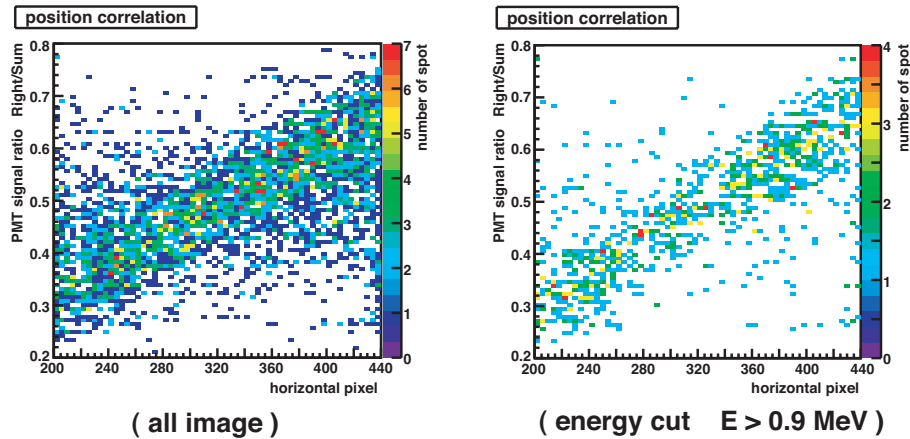 position correlation
PMT signal ratio Right/Sum
0.8
0.7
0.6
0.5
0.4
0.3
0.2
200 240 280 320 360 400 440
horizontal pixel
7
6
5
4
3
2
1
0
number of spot
( all image )
position correlation
PMT signal ratio Right/Sum
0.8
0.7
0.6
0.5
0.4
0.3
0.2
200 240 280 320 360 400 440
horizontal pixel
4
3
2
1
0
number of spot
( energy cut E > 0.9 MeV )